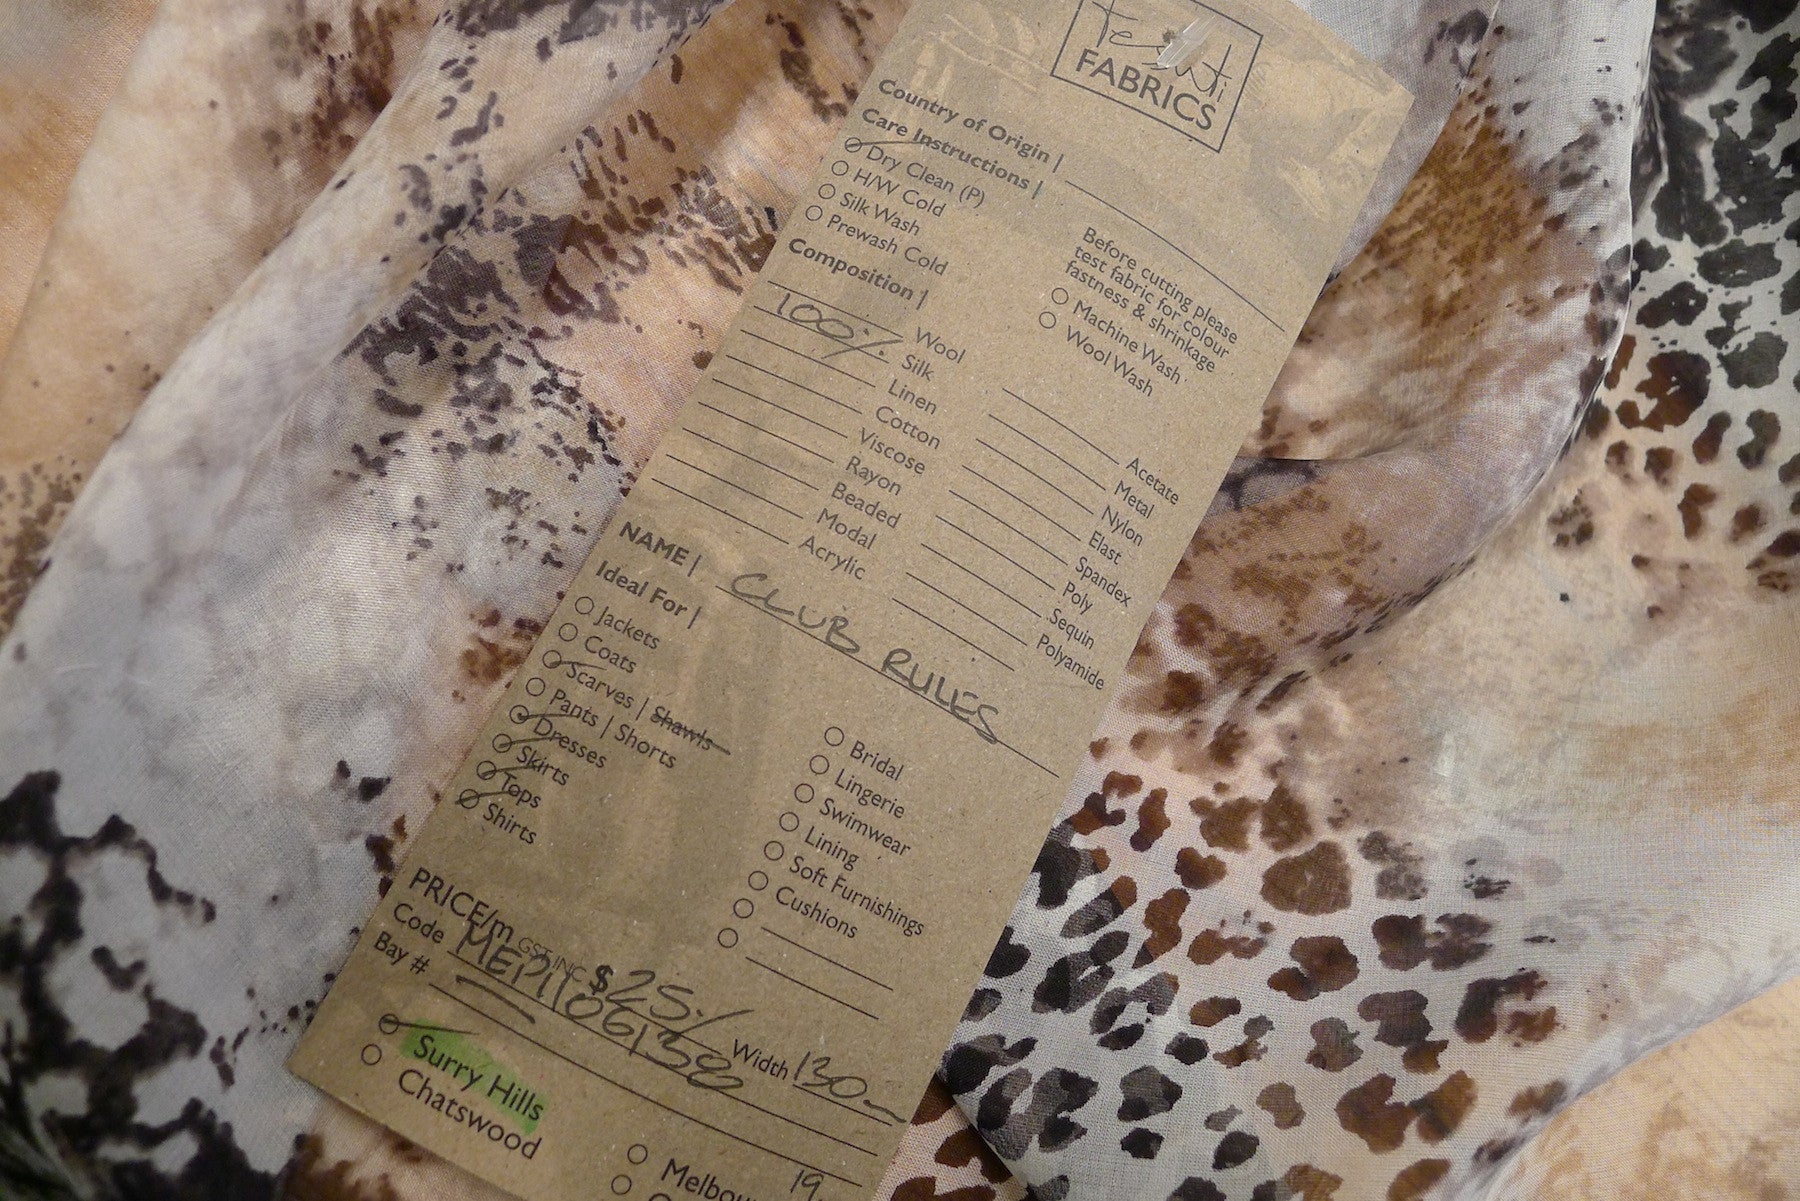 Tessuti
FABRICS
Country of Origin |
Care Instructions |
Dry Clean (P)
H/W Cold
Silk Wash
Prewash Cold
Before cutting please
test fabric for colour
fastness & shrinkage
Machine Wash
Wool Wash
Composition |
Wool
100% Silk
Linen
Cotton
Viscose
Rayon
Beaded
Modal
Acrylic
Acetate
Metal
Nylon
Elast
Spandex
Poly
Sequin
Polyamide
NAME | CLUB RULES
Ideal For |
Jackets
Coats
Scarves | Shawls
Pants | Shorts
Dresses
Skirts
Tops
Shirts
Bridal
Lingerie
Swimwear
Lining
Soft Furnishings
Cushions
PRICE/m GST INC $25
Code
Width 130
Bay #
Surry Hills
Chatswood
19